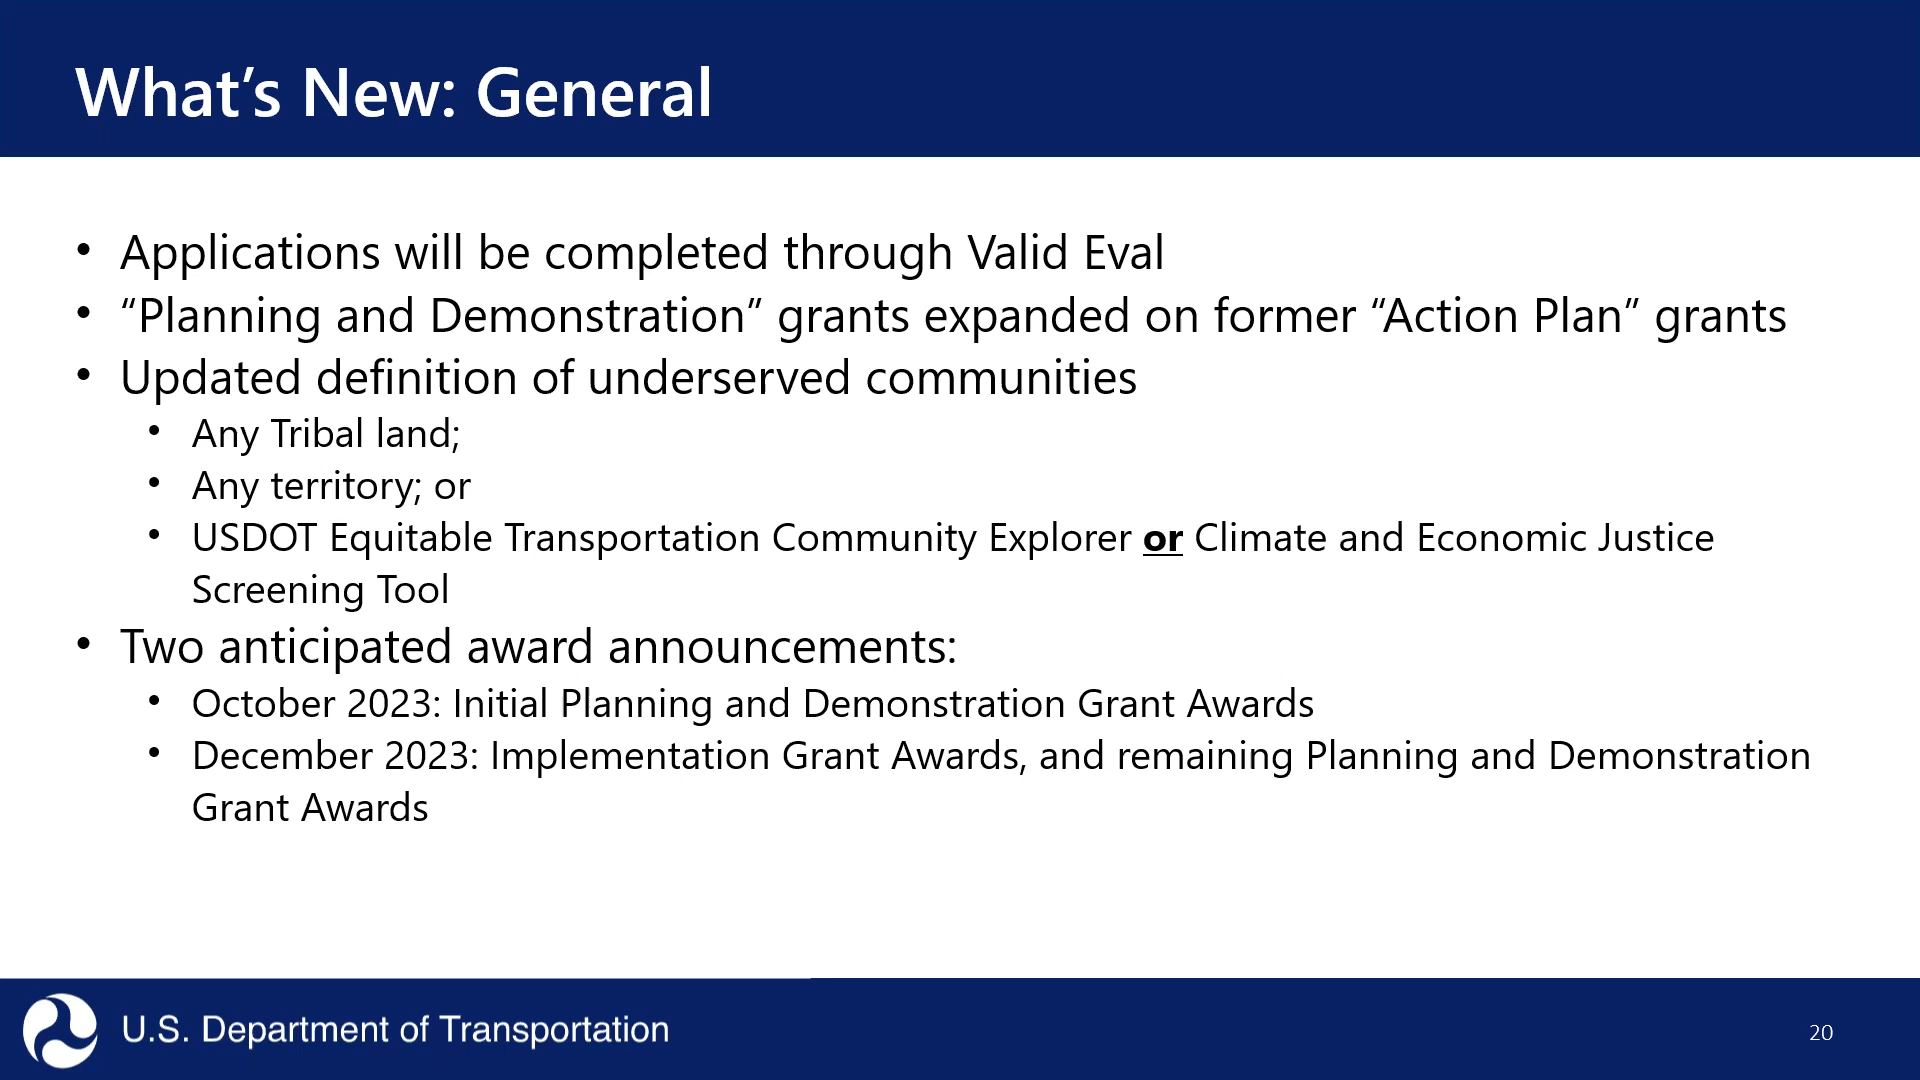 What’s New: General
• Applications will be completed through Valid Eval
• “Planning and Demonstration” grants expanded on former “Action Plan” grants
• Updated definition of underserved communities
• Any Tribal land;
• Any territory; or
• USDOT Equitable Transportation Community Explorer or Climate and Economic Justice
Screening Tool
• Two anticipated award announcements:
• October 2023: Initial Planning and Demonstration Grant Awards
• December 2023: Implementation Grant Awards, and remaining Planning and Demonstration
Grant Awards
U.S. Department of Transportation
20